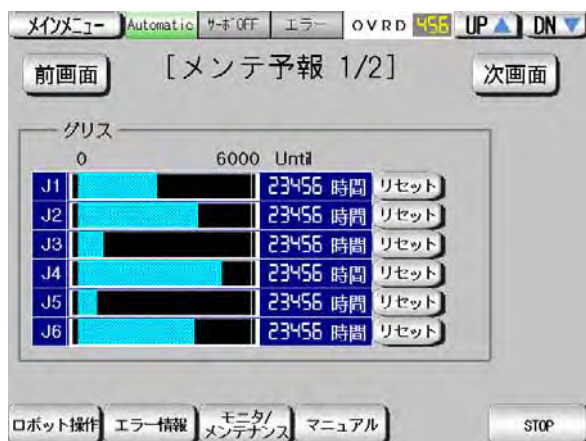 メインメニュー Automatic サーボOFF エラー OVRD 456 UP DN
前画面 [メンテ予報 1/2] 次画面
グリス
0 6000 Until
J1 23456 時間 リセット
J2 23456 時間 リセット
J3 23456 時間 リセット
J4 23456 時間 リセット
J5 23456 時間 リセット
J6 23456 時間 リセット
ロボット操作 エラー情報 モニタ/メンテナンス マニュアル STOP